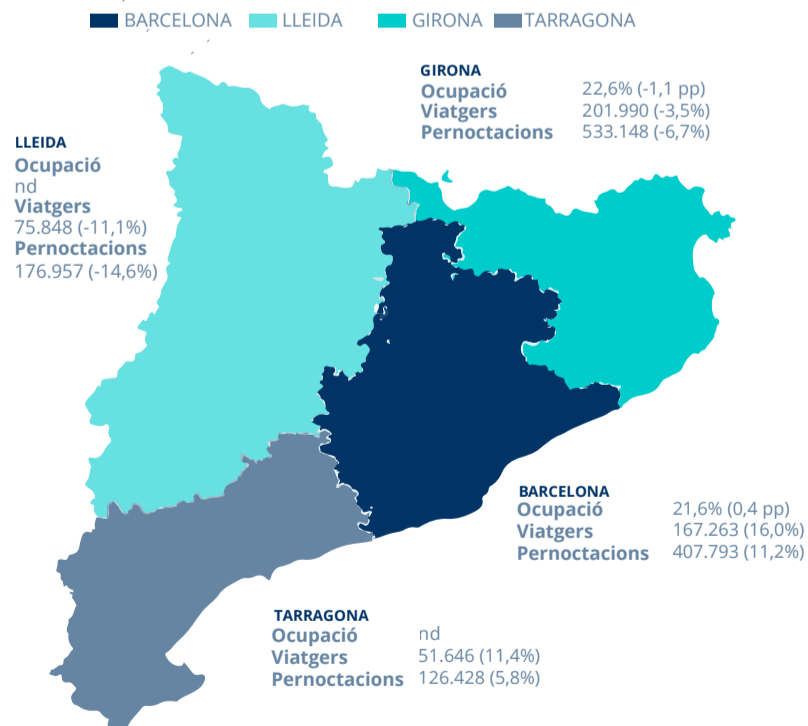 BARCELONA LLEIDA GIRONA TARRAGONA
GIRONA
Ocupació 22,6% (-1,1 pp)
Viatgers 201.990 (-3,5%)
Pernoctacions 533.148 (-6,7%)
LLEIDA
Ocupació
nd
Viatgers
75.848 (-11,1%)
Pernoctacions
176.957 (-14,6%)
BARCELONA
Ocupació 21,6% (0,4 pp)
Viatgers 167.263 (16,0%)
Pernoctacions 407.793 (11,2%)
TARRAGONA
Ocupació nd
Viatgers 51.646 (11,4%)
Pernoctacions 126.428 (5,8%)